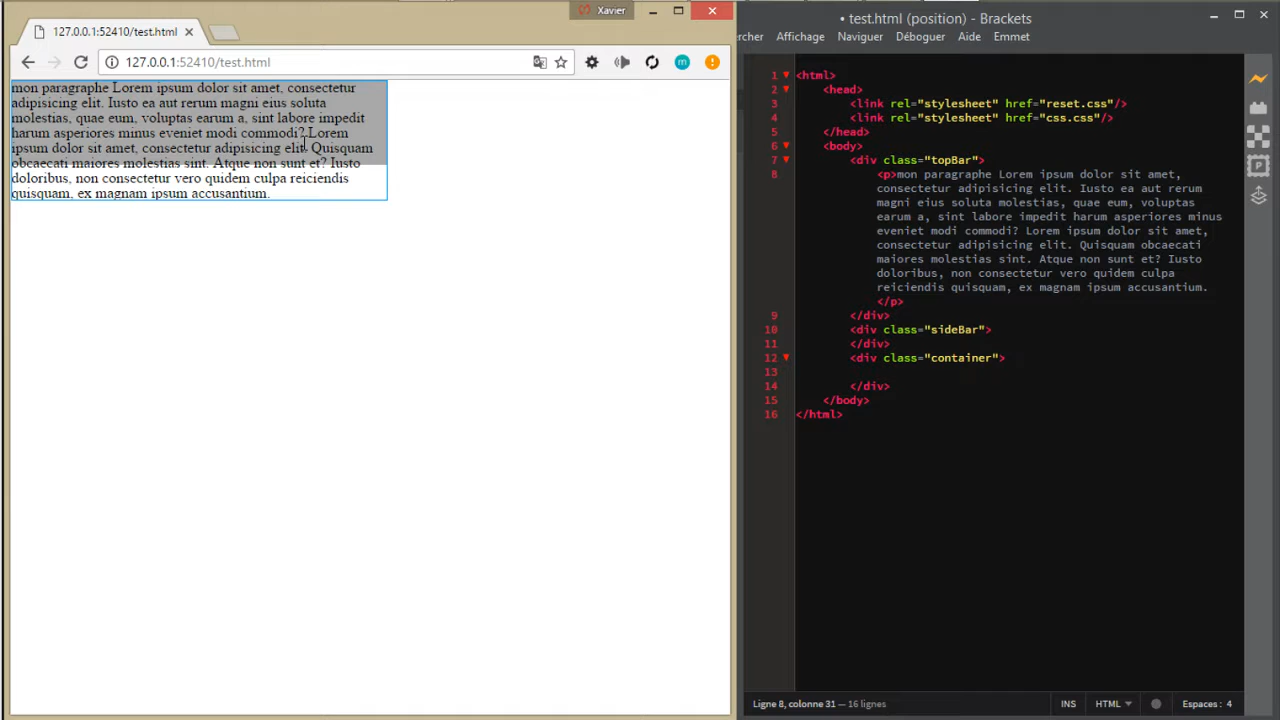 Xavier
127.0.0.1:52410/test.html
127.0.0.1:52410/test.html
m
mon paragraphe Lorem ipsum dolor sit amet, consectetur
adipisicing elit. Iusto ea aut rerum magni eius soluta
molestias, quae eum, voluptas earum a, sint labore impedit
harum asperiores minus eveniet modi commodi? Lorem
ipsum dolor sit amet, consectetur adipisicing elit. Quisquam
obcaecati maiores molestias sint. Atque non sunt et? Iusto
doloribus, non consectetur vero quidem culpa reiciendis
quisquam, ex magnam ipsum accusantium.
• test.html (position) - Brackets
cher Affichage Naviguer Déboguer Aide Emmet
1 <html>
2 <head>
3 <link rel="stylesheet" href="reset.css"/>
4 <link rel="stylesheet" href="css.css"/>
5 </head>
6 <body>
7 <div class="topBar">
8 <p>mon paragraphe Lorem ipsum dolor sit amet,
consectetur adipisicing elit. Iusto ea aut rerum
magni eius soluta molestias, quae eum, voluptas
earum a, sint labore impedit harum asperiores minus
eveniet modi commodi? Lorem ipsum dolor sit amet,
consectetur adipisicing elit. Quisquam obcaecati
maiores molestias sint. Atque non sunt et? Iusto
doloribus, non consectetur vero quidem culpa
reiciendis quisquam, ex magnam ipsum accusantium.
</p>
9 </div>
10 <div class="sideBar">
11 </div>
12 <div class="container">
13
14 </div>
15 </body>
16 </html>
P
Ligne 8, colonne 31 — 16 lignes INS HTML Espaces : 4